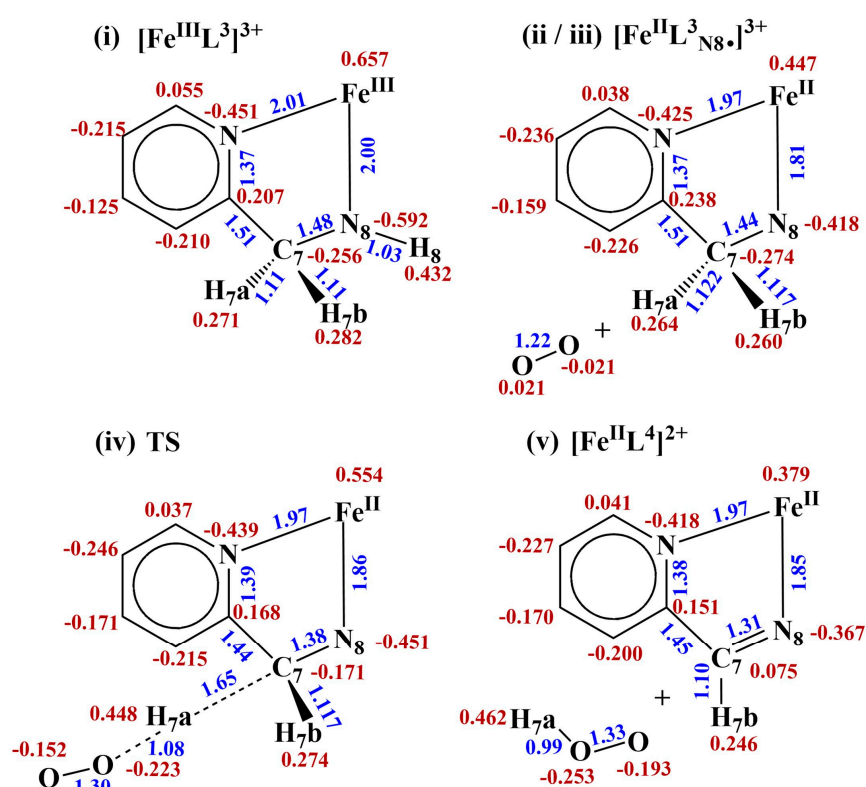 (i) [Fe^III L^3]^3+
0.657
Fe^III
0.055
-0.451
2.01
-0.215
N
1.37
2.00
-0.125
0.207
-0.210
1.51
1.48
N8
-0.592
C7
-0.256
1.03
H8
0.432
H7a
1.11
1.11
0.271
H7b
0.282
(ii / iii) [Fe^II L^3 N8•]^3+
0.447
Fe^II
0.038
-0.425
1.97
-0.236
N
1.37
1.81
-0.159
0.238
-0.226
1.51
1.44
N8
-0.418
C7
-0.274
H7a
1.122
1.117
0.264
H7b
0.260
+
1.22
O
O
-0.021
0.021
(iv) TS
0.554
Fe^II
0.037
-0.439
1.97
-0.246
N
1.39
1.86
-0.171
0.168
-0.215
1.44
1.38
N8
-0.451
C7
-0.171
1.65
1.117
0.448
H7a
H7b
0.274
1.08
-0.152
O
O
-0.223
1.30
(v) [Fe^II L^4]^2+
0.379
Fe^II
0.041
-0.418
1.97
-0.227
N
1.38
1.85
-0.170
0.151
-0.200
1.45
1.31
N8
-0.367
C7
0.075
1.10
+
H7b
0.246
0.462
H7a
0.99
O
1.33
O
-0.253
-0.193